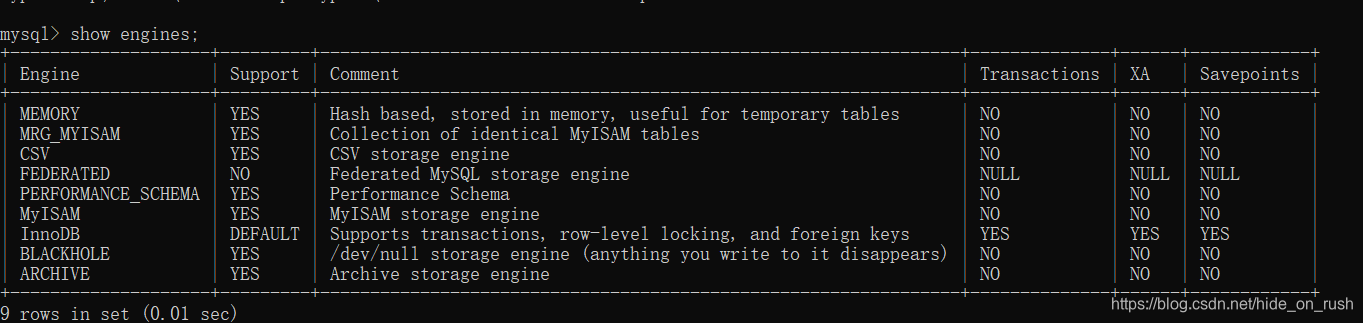 mysql> show engines;
+--------------------+---------+----------------------------------------------------------------+--------------+------+------------+
| Engine | Support | Comment | Transactions | XA | Savepoints |
+--------------------+---------+----------------------------------------------------------------+--------------+------+------------+
| MEMORY | YES | Hash based, stored in memory, useful for temporary tables | NO | NO | NO |
| MRG_MYISAM | YES | Collection of identical MyISAM tables | NO | NO | NO |
| CSV | YES | CSV storage engine | NO | NO | NO |
| FEDERATED | NO | Federated MySQL storage engine | NULL | NULL | NULL |
| PERFORMANCE_SCHEMA | YES | Performance Schema | NO | NO | NO |
| MyISAM | YES | MyISAM storage engine | NO | NO | NO |
| InnoDB | DEFAULT | Supports transactions, row-level locking, and foreign keys | YES | YES | YES |
| BLACKHOLE | YES | /dev/null storage engine (anything you write to it disappears) | NO | NO | NO |
| ARCHIVE | YES | Archive storage engine | NO | NO | NO |
+--------------------+---------+----------------------------------------------------------------+--------------+------+------------+
9 rows in set (0.01 sec)
https://blog.csdn.net/hide_on_rush